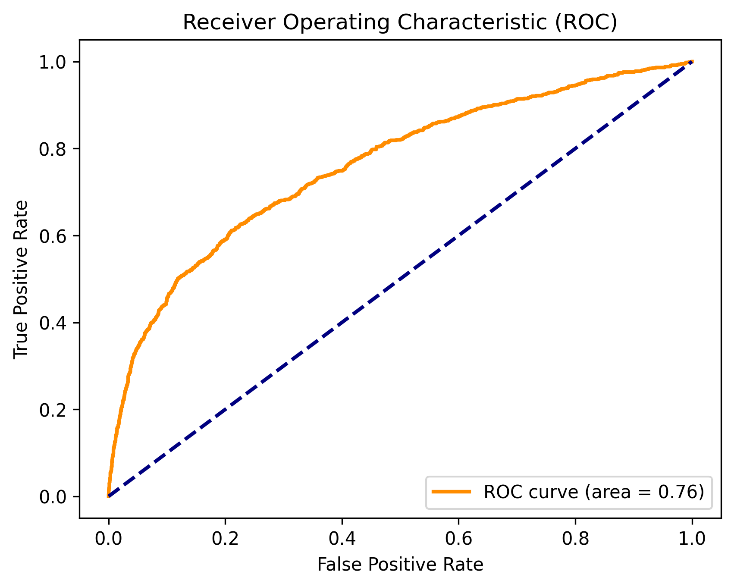 Receiver Operating Characteristic (ROC)
1.0
0.8
0.6
0.4
0.2
0.0
True Positive Rate
ROC curve (area = 0.76)
0.0 0.2 0.4 0.6 0.8 1.0
False Positive Rate